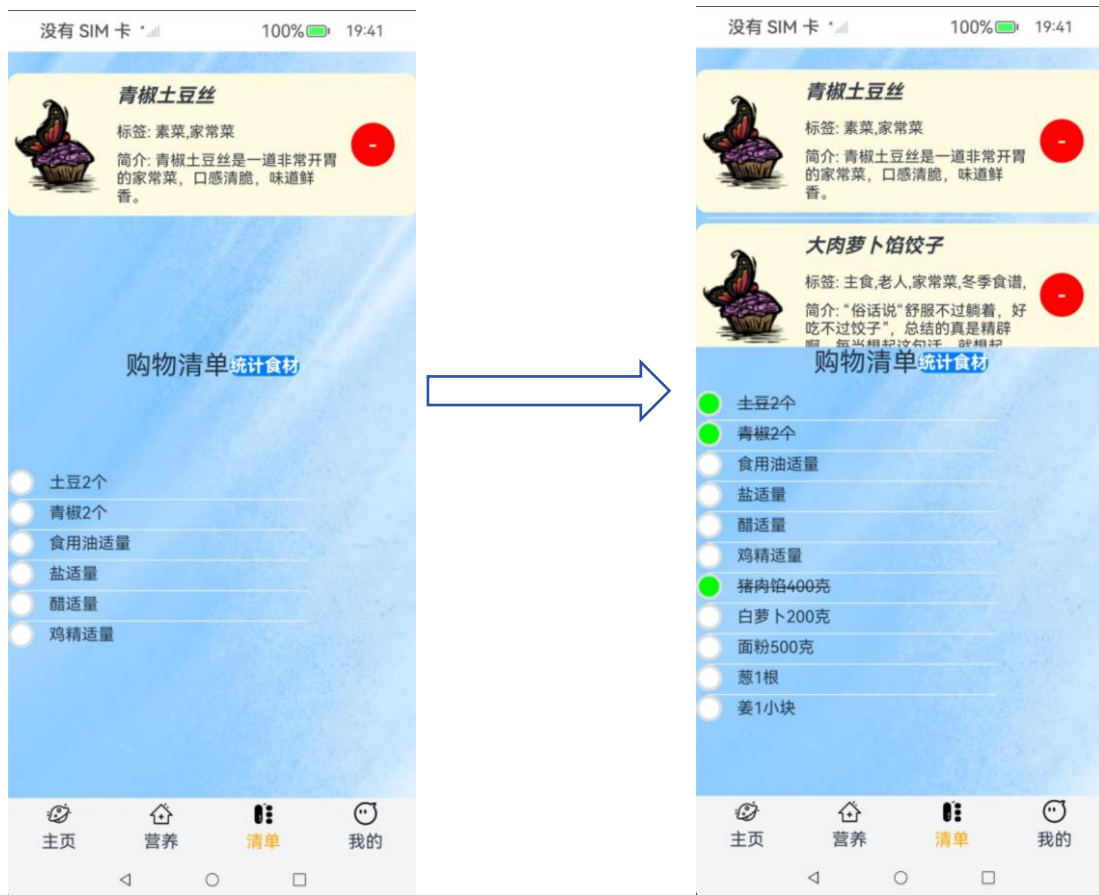 没有 SIM 卡
100%
19:41
青椒土豆丝
标签: 素菜,家常菜
简介: 青椒土豆丝是一道非常开胃
的家常菜，口感清脆，味道鲜
香。
-
购物清单统计食材
土豆2个
青椒2个
食用油适量
盐适量
醋适量
鸡精适量
主页
营养
清单
我的
没有 SIM 卡
100%
19:41
青椒土豆丝
标签: 素菜,家常菜
简介: 青椒土豆丝是一道非常开胃
的家常菜，口感清脆，味道鲜
香。
-
大肉萝卜馅饺子
标签: 主食,老人,家常菜,冬季食谱,
简介: “俗话说“舒服不过躺着，好
吃不过饺子”，总结的真是精辟
啊，每当想起这句话，就想起
-
购物清单统计食材
土豆2个
青椒2个
食用油适量
盐适量
醋适量
鸡精适量
猪肉馅400克
白萝卜200克
面粉500克
葱1根
姜1小块
主页
营养
清单
我的